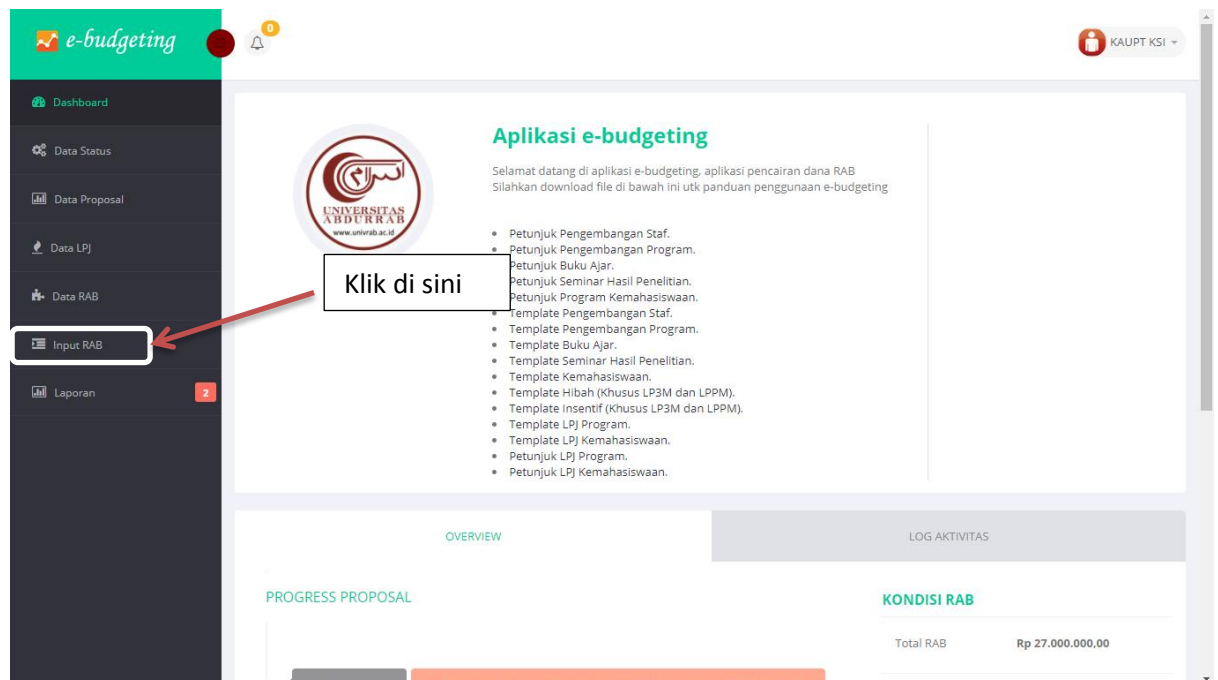 e-budgeting
0
KAUPT KSI
Dashboard
Data Status
Data Proposal
Data LPJ
Data RAB
Input RAB
Laporan
2
UNIVERSITAS
ABDURRAB
www.univrab.ac.id
Aplikasi e-budgeting
Selamat datang di aplikasi e-budgeting, aplikasi pencairan dana RAB
Silahkan download file di bawah ini utk panduan penggunaan e-budgeting
Petunjuk Pengembangan Staf.
Petunjuk Pengembangan Program.
Petunjuk Buku Ajar.
Petunjuk Seminar Hasil Penelitian.
Petunjuk Program Kemahasiswaan.
Template Pengembangan Staf.
Template Pengembangan Program.
Template Buku Ajar.
Template Seminar Hasil Penelitian.
Template Kemahasiswaan.
Template Hibah (Khusus LP3M dan LPPM).
Template Insentif (Khusus LP3M dan LPPM).
Template LPJ Program.
Template LPJ Kemahasiswaan.
Petunjuk LPJ Program.
Petunjuk LPJ Kemahasiswaan.
Klik di sini
OVERVIEW
LOG AKTIVITAS
PROGRESS PROPOSAL
KONDISI RAB
Total RAB Rp 27.000.000,00